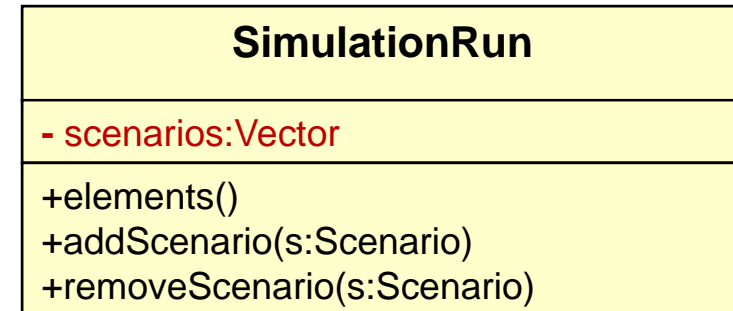 SimulationRun
- scenarios:Vector
+elements()
+addScenario(s:Scenario)
+removeScenario(s:Scenario)